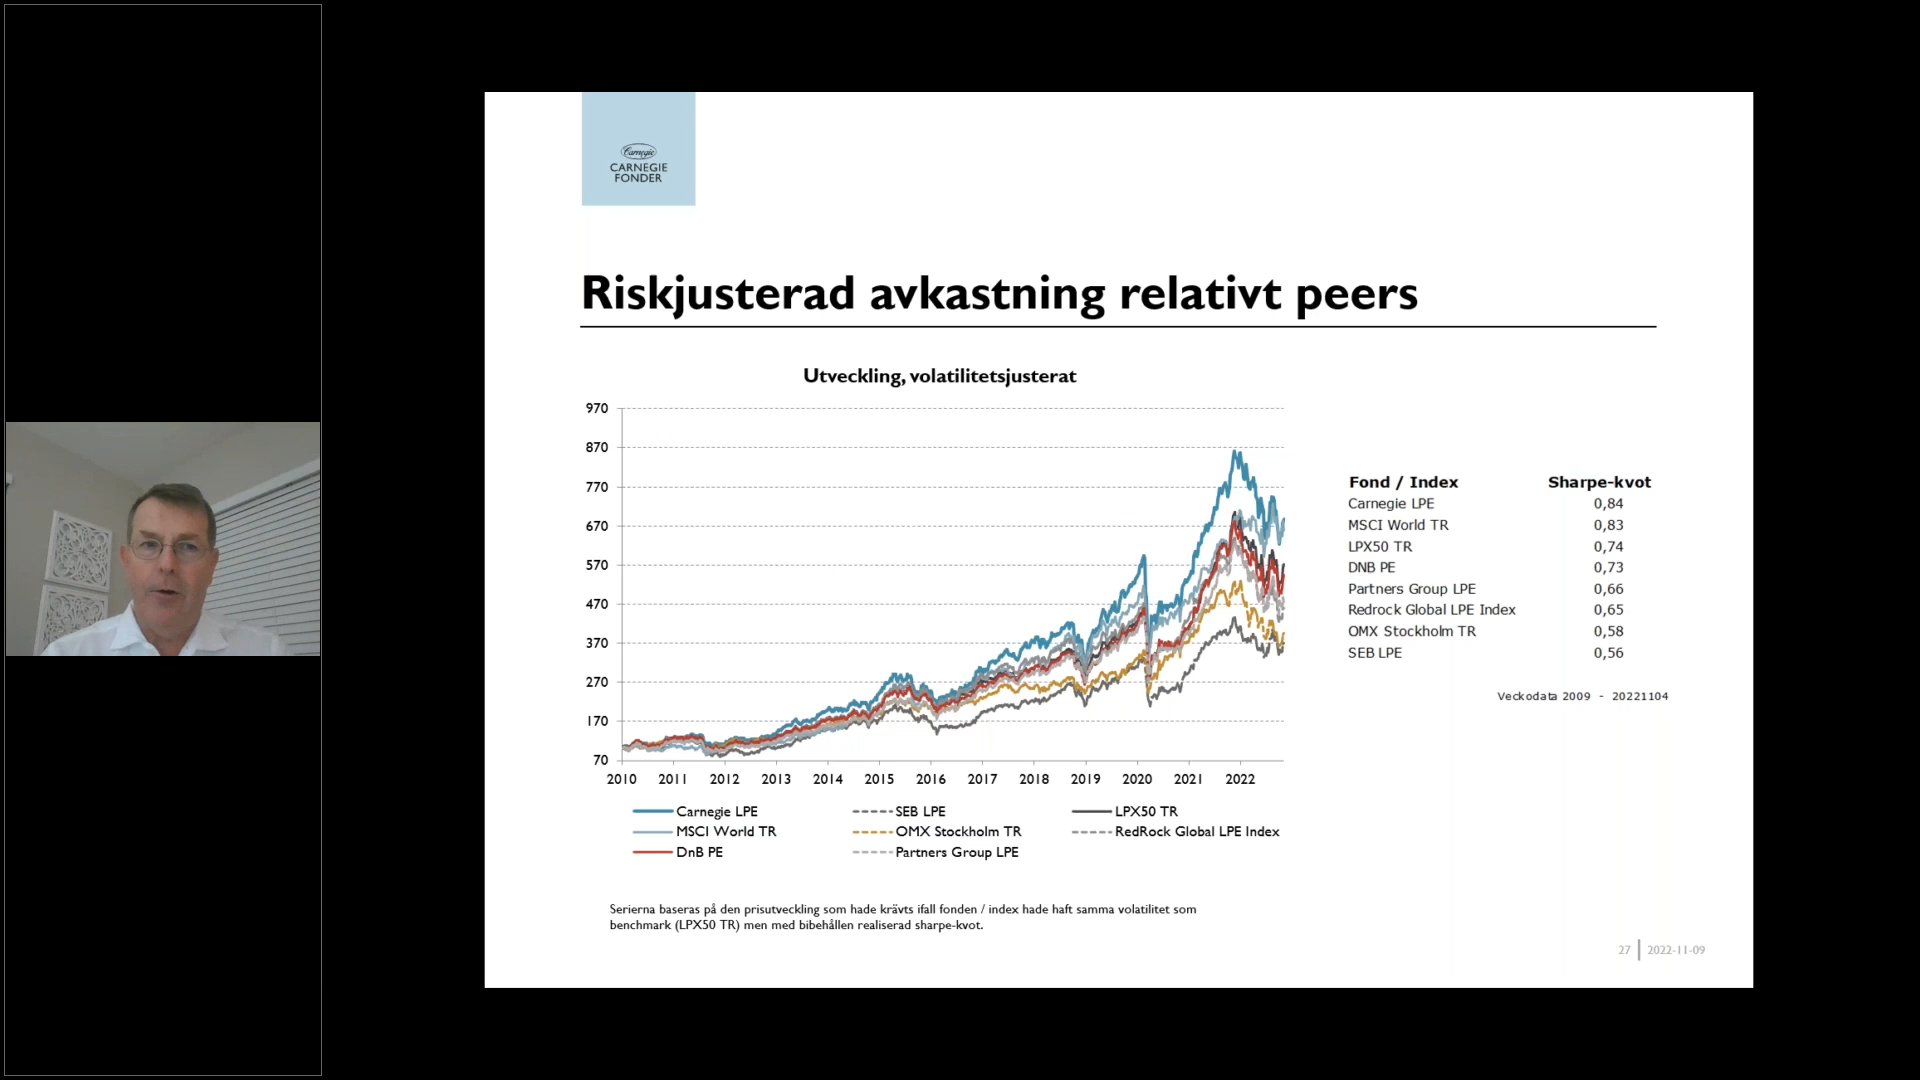 Carnegie
CARNEGIE
FONDER
Riskjusterad avkastning relativt peers
Utveckling, volatilitetsjusterat
970
870
770
670
570
470
370
270
170
70
2010 2011 2012 2013 2014 2015 2016 2017 2018 2019 2020 2021 2022
Carnegie LPE SEB LPE LPX50 TR
MSCI World TR OMX Stockholm TR RedRock Global LPE Index
DnB PE Partners Group LPE
Fond / Index Sharpe-kvot
Carnegie LPE 0,84
MSCI World TR 0,83
LPX50 TR 0,74
DNB PE 0,73
Partners Group LPE 0,66
Redrock Global LPE Index 0,65
OMX Stockholm TR 0,58
SEB LPE 0,56
Veckodata 2009 - 20221104
Serierna baseras på den prisutveckling som hade krävts ifall fonden / index hade haft samma volatilitet som
benchmark (LPX50 TR) men med bibehållen realiserad sharpe-kvot.
27 | 2022-11-09